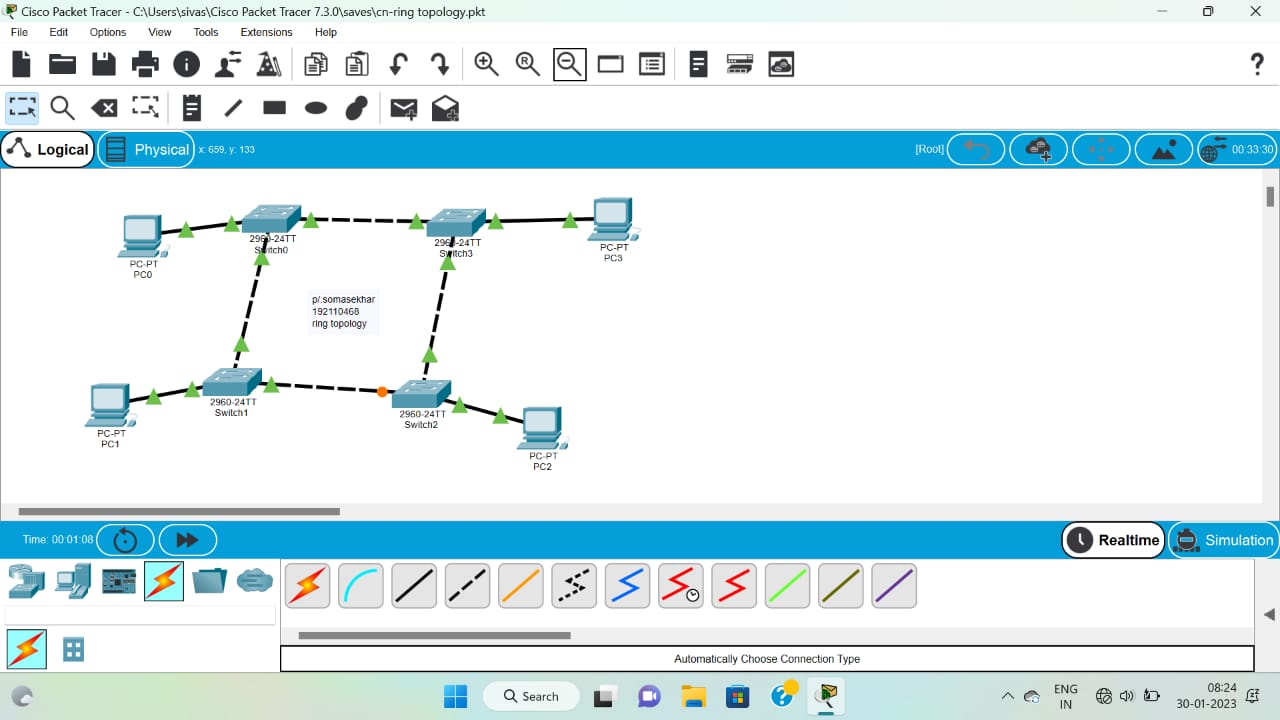 Cisco Packet Tracer - C:\Users\sivas\Cisco Packet Tracer 7.3.0\saves\cn-ring topology.pkt
File Edit Options View Tools Extensions Help
Logical
Physical
x: 659, y: 133
[Root]
00:33:30
PC-PT
PC0
2960-24TT
Switch0
2960-24TT
Switch3
PC-PT
PC3
p/.somasekhar
192110468
ring topology
PC-PT
PC1
2960-24TT
Switch1
2960-24TT
Switch2
PC-PT
PC2
Time: 00:01:08
Realtime
Simulation
Automatically Choose Connection Type
Search
ENG
IN
08:24
30-01-2023